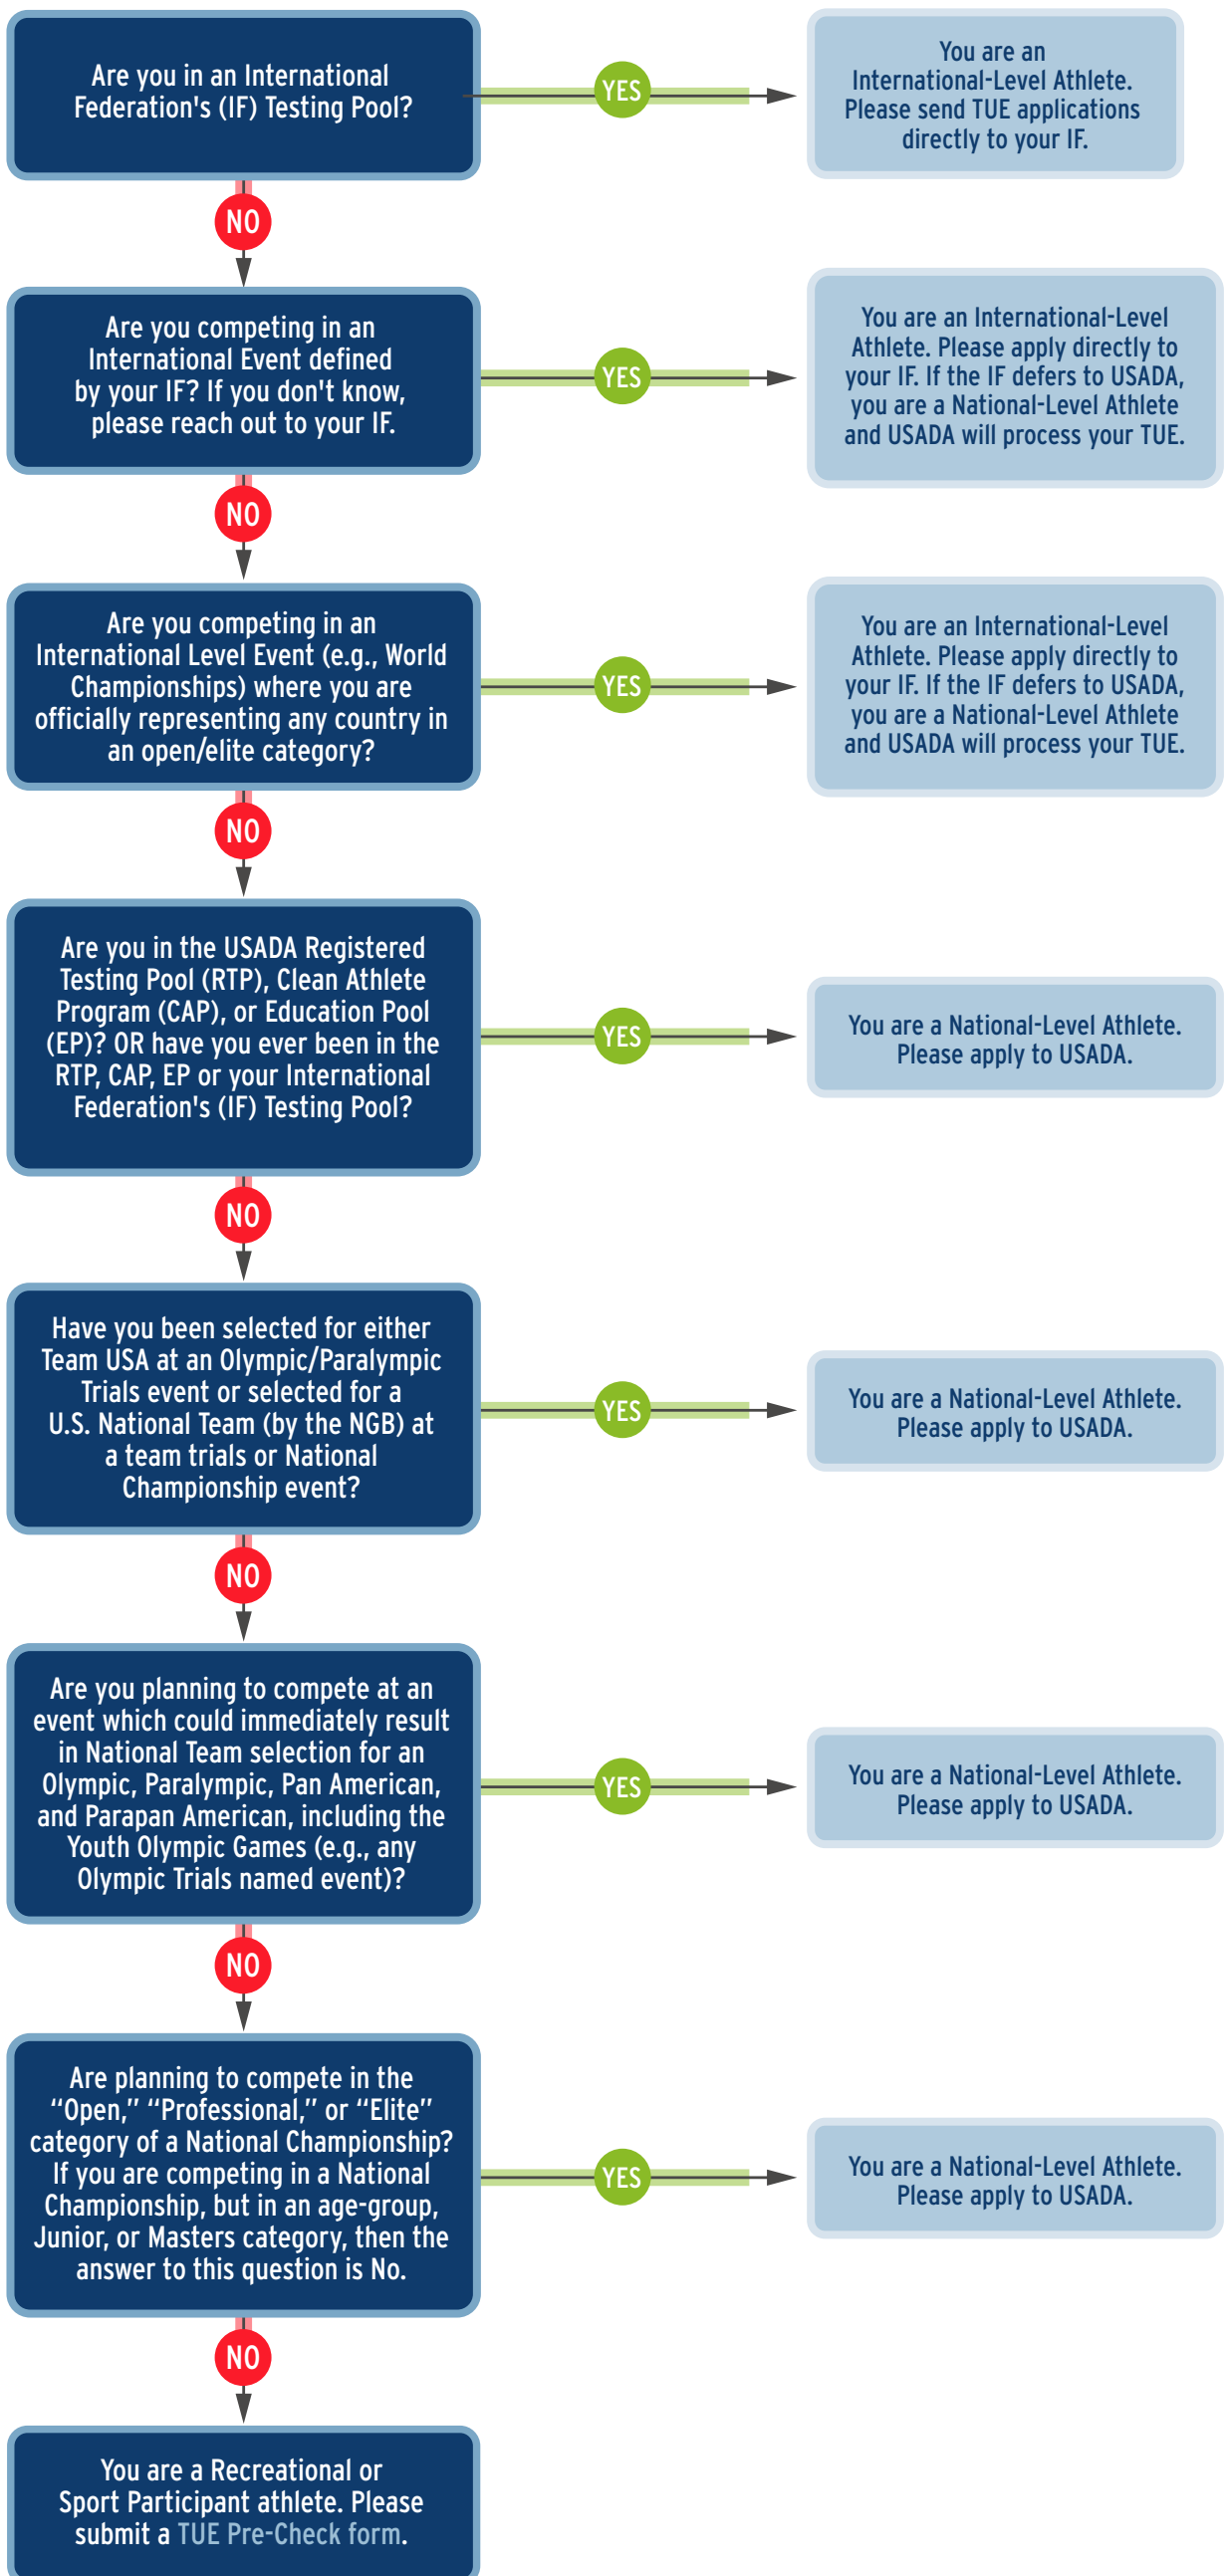 Are you in an International
Federation's (IF) Testing Pool?
YES
You are an
International-Level Athlete.
Please send TUE applications
directly to your IF.
NO
Are you competing in an
International Event defined
by your IF? If you don't know,
please reach out to your IF.
YES
You are an International-Level
Athlete. Please apply directly to
your IF. If the IF defers to USADA,
you are a National-Level Athlete
and USADA will process your TUE.
NO
Are you competing in an
International Level Event (e.g., World
Championships) where you are
officially representing any country in
an open/elite category?
YES
You are an International-Level
Athlete. Please apply directly to
your IF. If the IF defers to USADA,
you are a National-Level Athlete
and USADA will process your TUE.
NO
Are you in the USADA Registered
Testing Pool (RTP), Clean Athlete
Program (CAP), or Education Pool
(EP)? OR have you ever been in the
RTP, CAP, EP or your International
Federation's (IF) Testing Pool?
YES
You are a National-Level Athlete.
Please apply to USADA.
NO
Have you been selected for either
Team USA at an Olympic/Paralympic
Trials event or selected for a
U.S. National Team (by the NGB) at
a team trials or National
Championship event?
YES
You are a National-Level Athlete.
Please apply to USADA.
NO
Are you planning to compete at an
event which could immediately result
in National Team selection for an
Olympic, Paralympic, Pan American,
and Parapan American, including the
Youth Olympic Games (e.g., any
Olympic Trials named event)?
YES
You are a National-Level Athlete.
Please apply to USADA.
NO
Are planning to compete in the
“Open,” “Professional,” or “Elite”
category of a National Championship?
If you are competing in a National
Championship, but in an age-group,
Junior, or Masters category, then the
answer to this question is No.
YES
You are a National-Level Athlete.
Please apply to USADA.
NO
You are a Recreational or
Sport Participant athlete. Please
submit a TUE Pre-Check form.